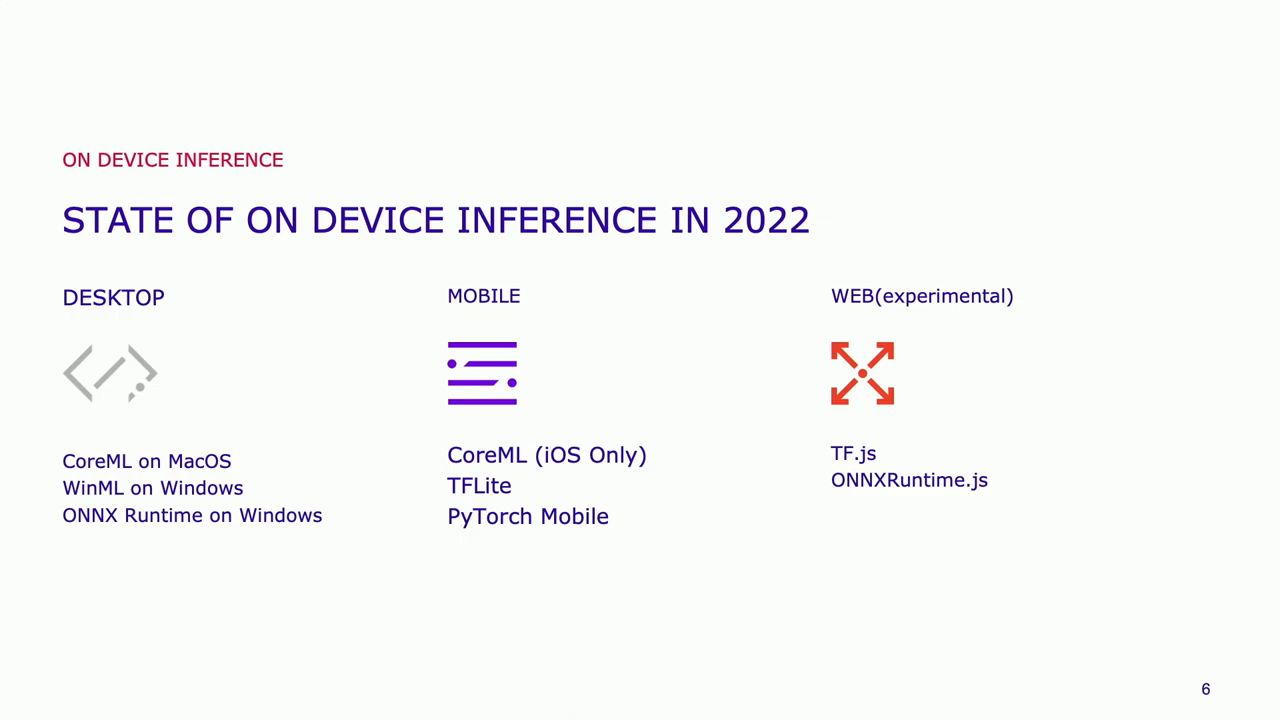 ON DEVICE INFERENCE
STATE OF ON DEVICE INFERENCE IN 2022
DESKTOP
CoreML on MacOS
WinML on Windows
ONNX Runtime on Windows
MOBILE
CoreML (iOS Only)
TFLite
PyTorch Mobile
WEB(experimental)
TF.js
ONNXRuntime.js
6